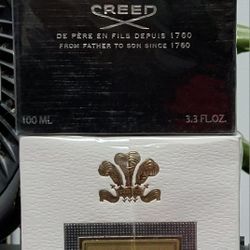 CREED
DE PÈRE EN FILS DEPUIS 1760
FROM FATHER TO SON SINCE 1760
100 ML 3.3 FL.OZ.